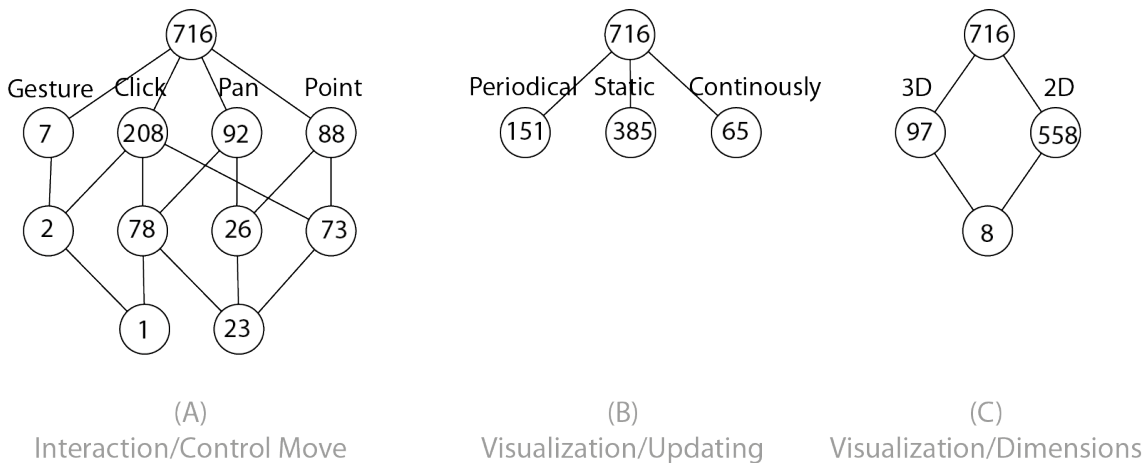 716 716 716
Gesture Click Pan Point Periodical Static Continously 3D 2D
7 208 92 88 151 385 65 97 558
2 78 26 73 8
1 23
(A) (B) (C)
Interaction/Control Move Visualization/Updating Visualization/Dimensions